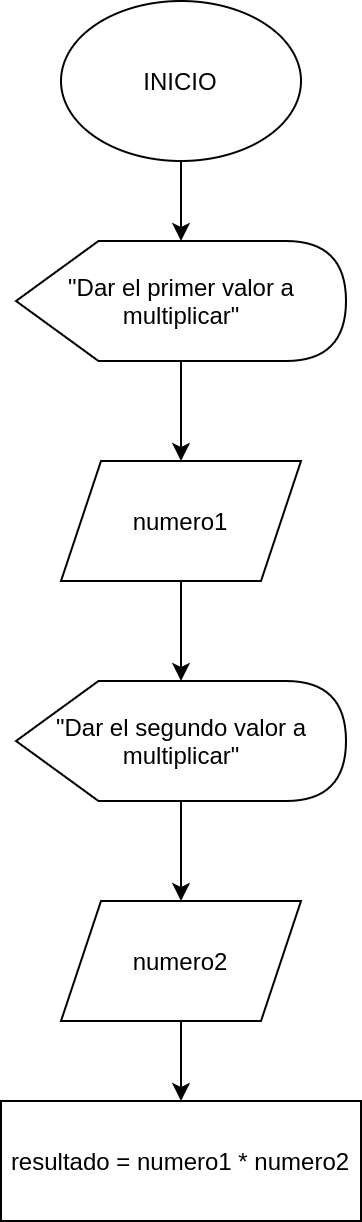 INICIO
"Dar el primer valor a
multiplicar"
numero1
"Dar el segundo valor a
multiplicar"
numero2
resultado = numero1 * numero2